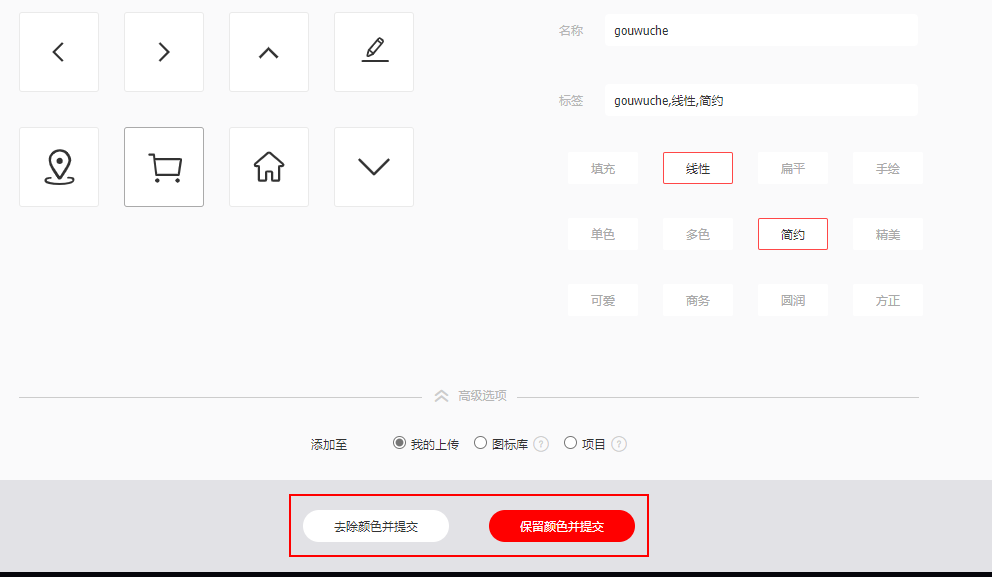 名称
gouwuche
标签
gouwuche,线性,简约
填充 线性 扁平 手绘
单色 多色 简约 精美
可爱 商务 圆润 方正
高级选项
添加至 我的上传 图标库 ? 项目 ?
去除颜色并提交 保留颜色并提交